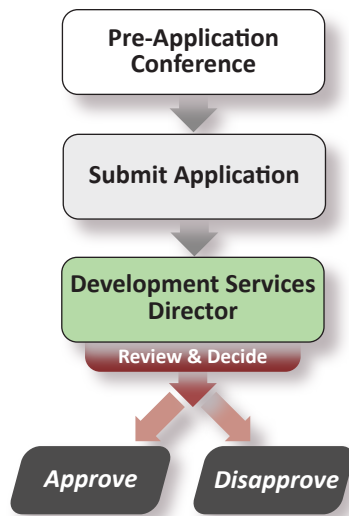 Pre-Application
Conference
Submit Application
Development Services
Director
Review & Decide
Approve
Disapprove